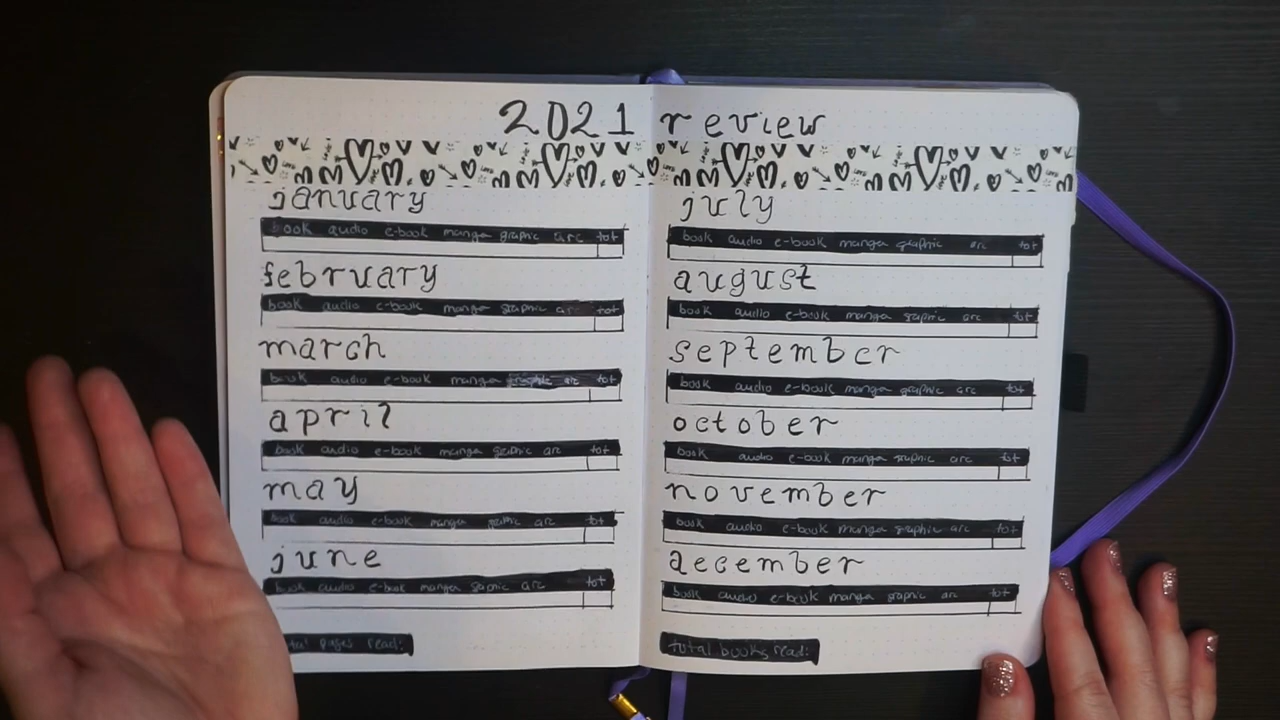 2021 review
january
book audio e-book manga graphic arc tot
february
book audio e-book manga graphic arc tot
march
book audio e-book manga graphic arc tot
april
book audio e-book manga graphic arc tot
may
book audio e-book manga graphic arc tot
june
book audio e-book manga graphic arc tot
pages read:
july
book audio e-book manga graphic arc tot
august
book audio e-book manga graphic arc tot
september
book audio e-book manga graphic arc tot
october
book audio e-book manga graphic arc tot
november
book audio e-book manga graphic arc tot
december
book audio e-book manga graphic arc tot
total books read: